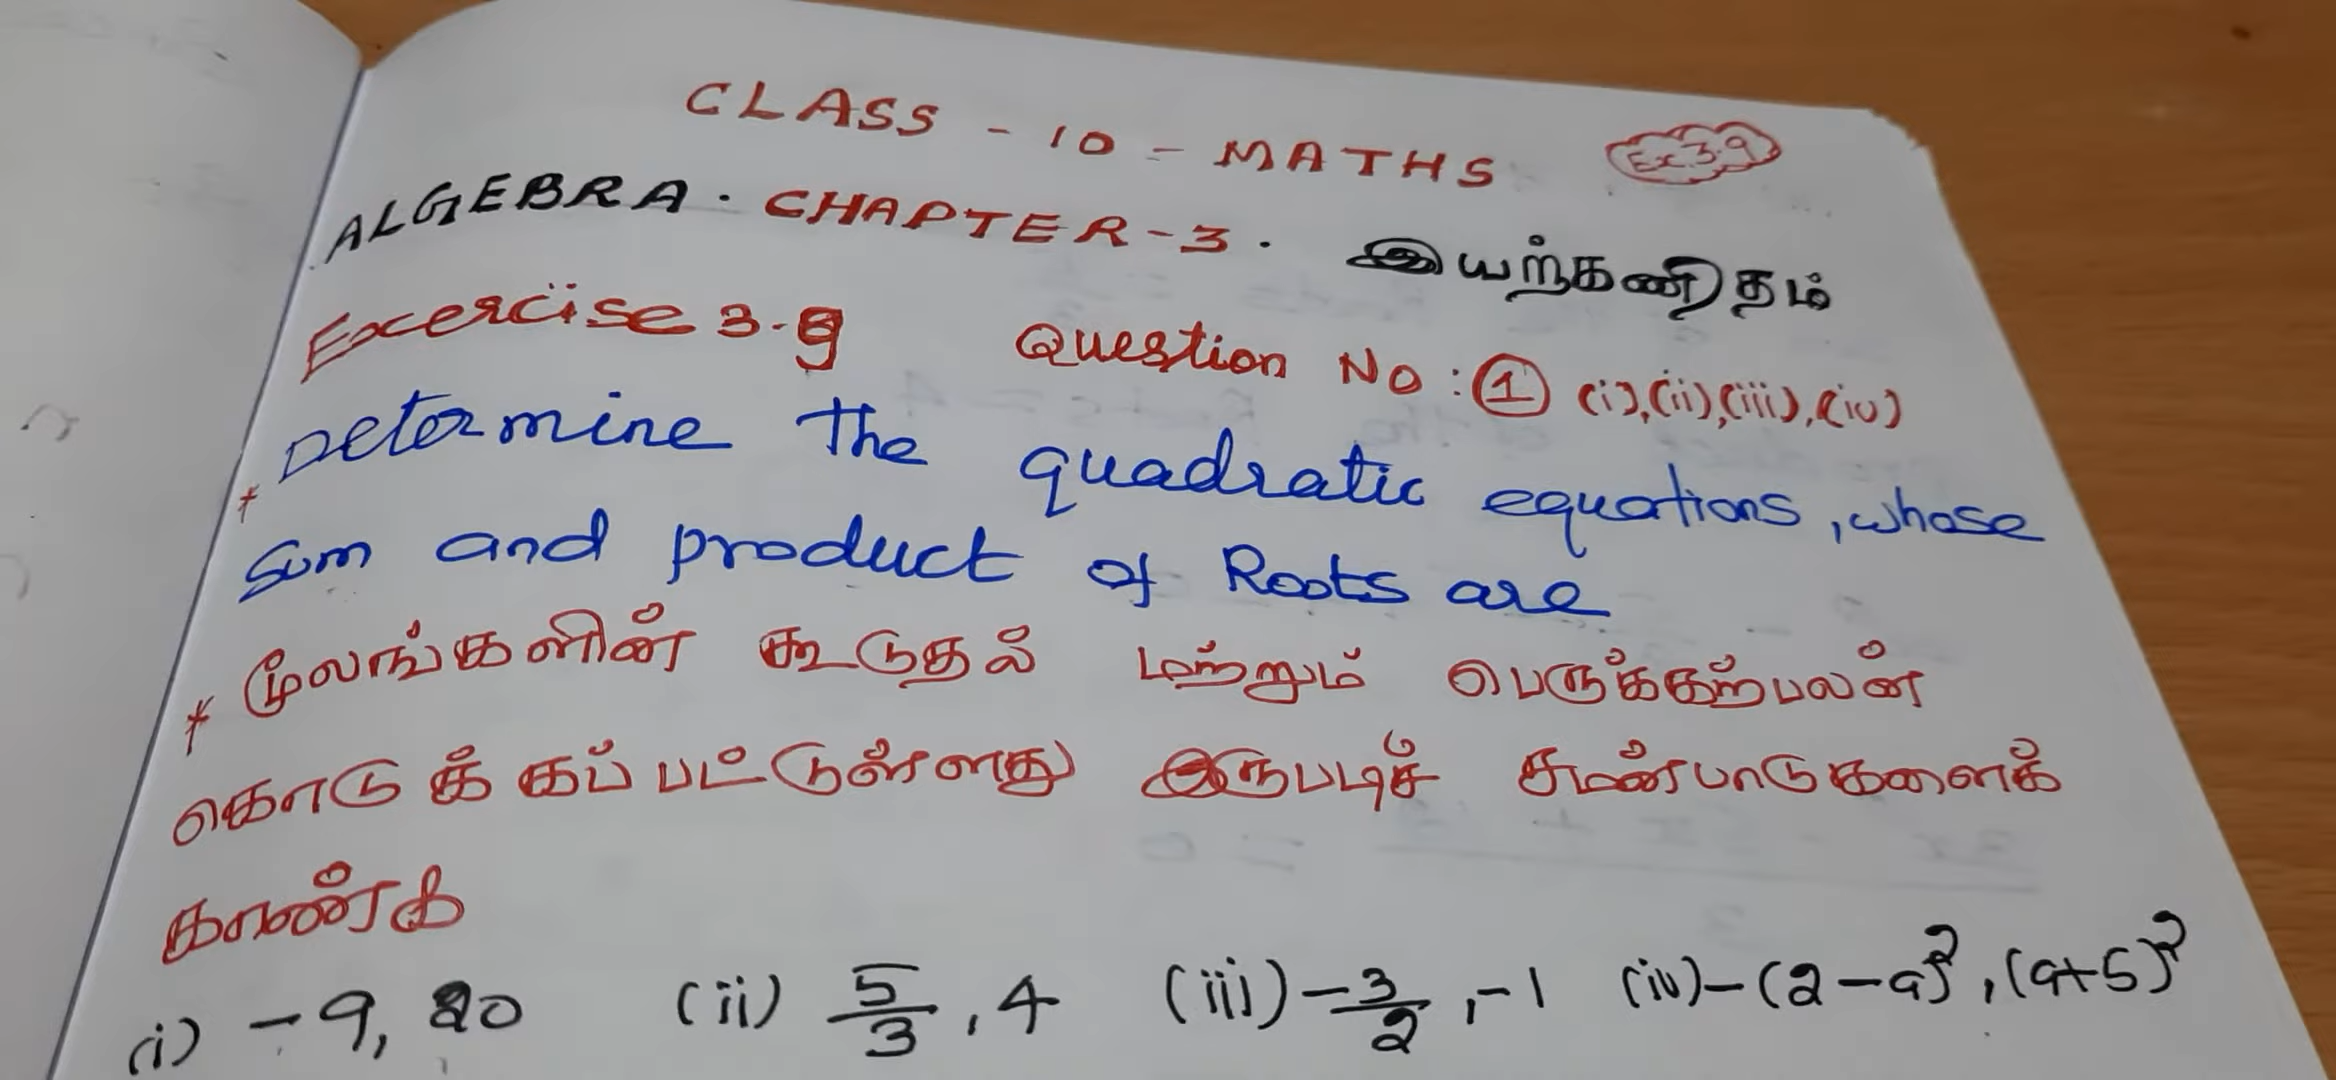 CLASS - 10 - MATHS
Ex 3.9
ALGEBRA . CHAPTER-3 . இயற்கணிதம்
Exercise 3.9 Question No : ① (i),(ii),(iii),(iv)
* Determine the quadratic equations, whose
sum and product of Roots are
* மூலங்களின் கூடுதல் மற்றும் பெருக்கற்பலன்
கொடுக்கப்பட்டுள்ளது இருபடிச் சமன்பாடுகளைக்
காண்க
(i) -9, 20 (ii) 5/3 , 4 (iii) -3/2 , -1 (iv) -(2-a)², (a+5)²